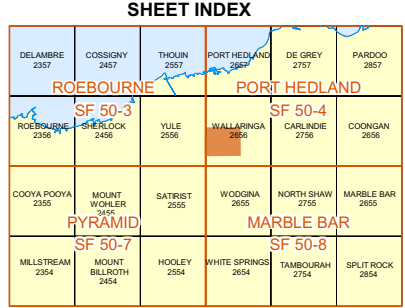 SHEET INDEX
DELAMBRE
2357
COSSIGNY
2457
THOUIN
2557
PORT HEDLAND
2657
DE GREY
2757
PARDOO
2857
ROEBOURNE
PORT HEDLAND
SF 50-3
SF 50-4
ROEBOURNE
2356
SHERLOCK
2456
YULE
2556
WALLARINGA
2656
CARLINDIE
2756
COONGAN
2856
COOYA POOYA
2355
MOUNT
WOHLER
2455
SATIRIST
2555
WODGINA
2655
NORTH SHAW
2755
MARBLE BAR
2855
PYRAMID
MARBLE BAR
SF 50-7
SF 50-8
MILLSTREAM
2354
MOUNT
BILLROTH
2454
HOOLEY
2554
WHITE SPRINGS
2654
TAMBOURAH
2754
SPLIT ROCK
2854